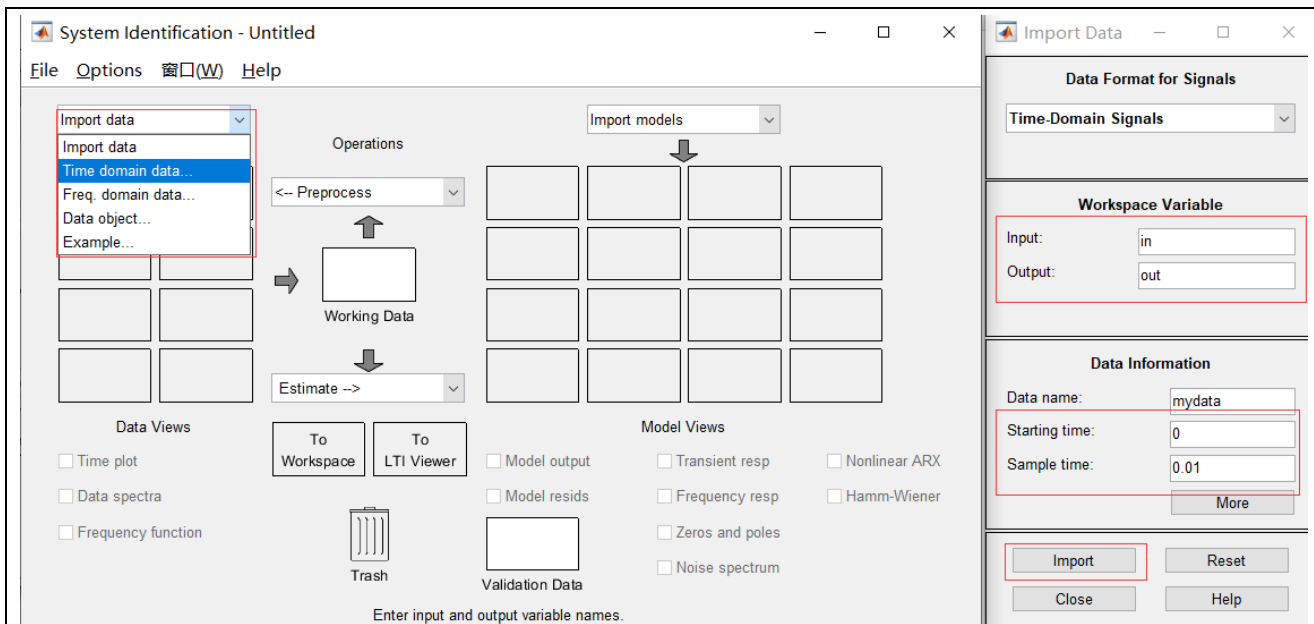 System Identification - Untitled
File Options 窗口(W) Help
Import data
Import data
Time domain data...
Freq. domain data...
Data object...
Example...
Operations
<-- Preprocess
Working Data
Estimate -->
Import models
Data Views
Time plot
Data spectra
Frequency function
To Workspace
To LTI Viewer
Trash
Model Views
Model output
Transient resp
Nonlinear ARX
Model resids
Frequency resp
Hamm-Wiener
Zeros and poles
Noise spectrum
Validation Data
Enter input and output variable names.
Import Data
Data Format for Signals
Time-Domain Signals
Workspace Variable
Input: in
Output: out
Data Information
Data name: mydata
Starting time: 0
Sample time: 0.01
More
Import Reset
Close Help